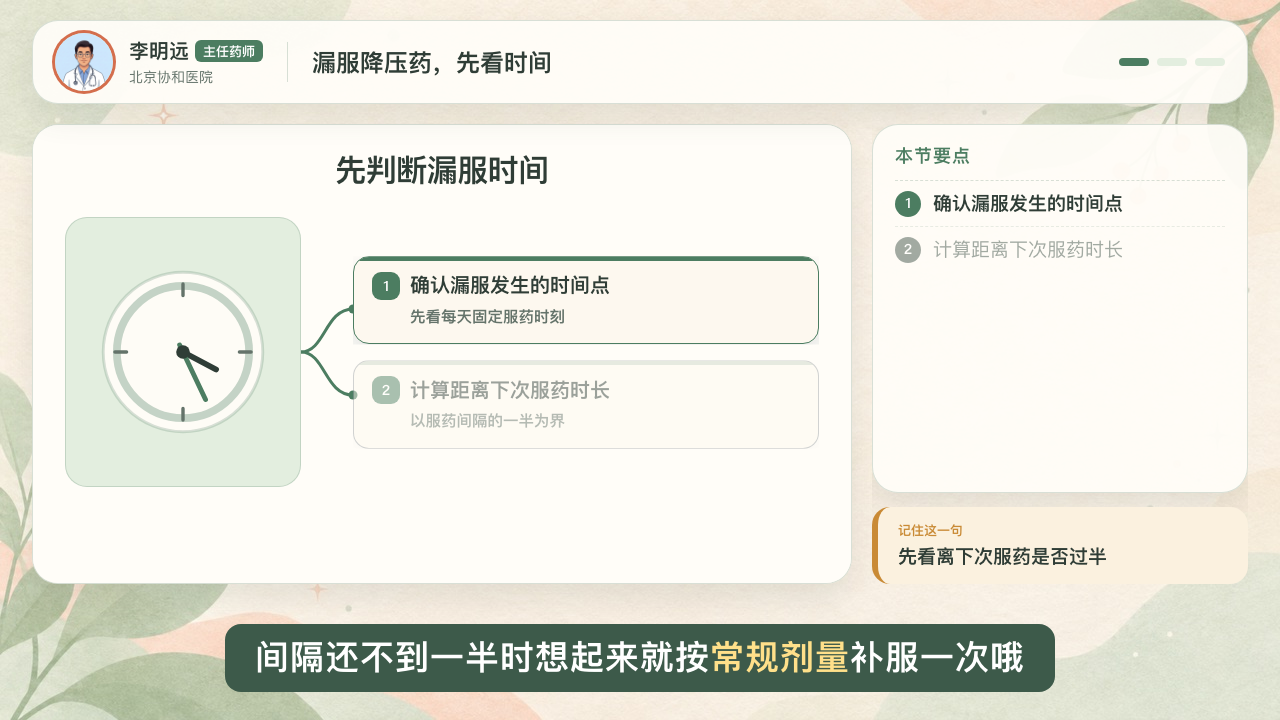 李明远 主任药师
北京协和医院
漏服降压药，先看时间
先判断漏服时间
1 确认漏服发生的时间点
先看每天固定服药时刻
2 计算距离下次服药时长
以服药间隔的一半为界
本节要点
1 确认漏服发生的时间点
2 计算距离下次服药时长
记住这一句
先看离下次服药是否过半
间隔还不到一半时想起来就按常规剂量补服一次哦